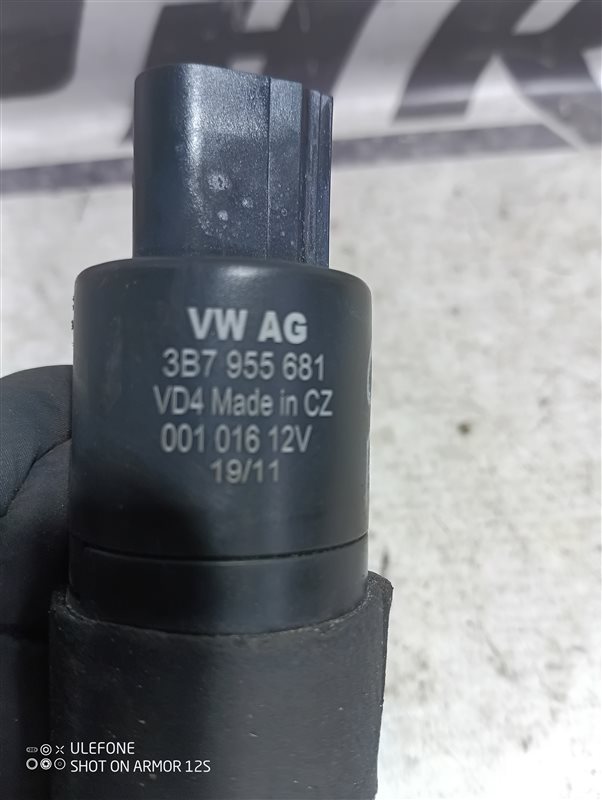 VW AG
3B7 955 681
VD4 Made in CZ
001 016 12V
19/11
ULEFONE
SHOT ON ARMOR 12S